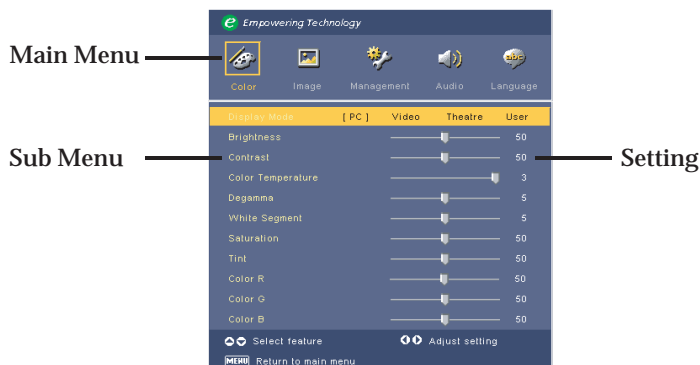 Empowering Technology
Main Menu
Color Image Management Audio Language
Display Mode [ PC ] Video Theatre User
Brightness 50
Sub Menu Contrast 50 Setting
Color Temperature 3
Degamma 5
White Segment 5
Saturation 50
Tint 50
Color R 50
Color G 50
Color B 50
Select feature Adjust setting
MENU Return to main menu